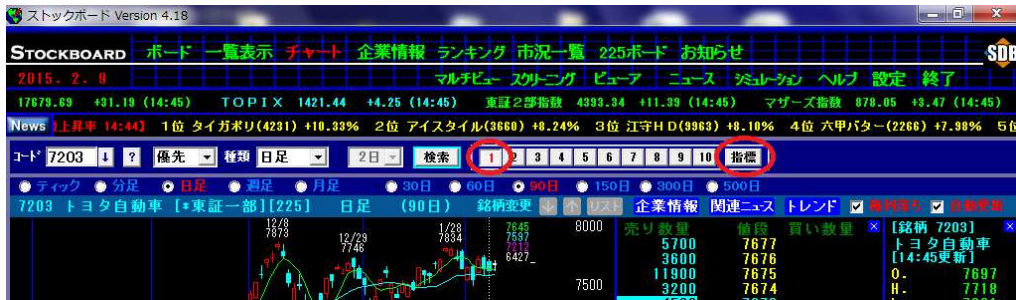 ストックボード Version 4.18
STOCKBOARD ボード 一覧表示 チャート 企業情報 ランキング 市況一覧 225ボード お知らせ SDB
2015. 2. 9 マルチビュー スクリーニング ビューア ニュース シミュレーション ヘルプ 設定 終了
17679.69 +31.19 (14:45) TOPIX 1421.44 +4.25 (14:45) 東証2部指数 4393.34 +11.39 (14:45) マザーズ指数 878.05 +3.47 (14:45)
News 上昇率 14:44】 1位 タイガポリ(4231) +10.33% 2位 アイスタイル(3660) +8.24% 3位 江守HD(9963) +8.10% 4位 六甲バター(2266) +7.98% 5位
コード 7203 ? 優先 種類 日足 2日 検索 1 2 3 4 5 6 7 8 9 10 指標
ティック 分足 日足 週足 月足 30日 60日 90日 150日 300日 500日
7203 トヨタ自動車 [*東証一部][225] 日足 (90日) 銘柄変更 リスト 企業情報 関連ニュース トレンド 権利落ち 自動更新
12/8 7873
12/29 7746
1/28 7834
7645
7597
7212
6427_
8000
7500
売り数量 値段 買い数量
5700 7677
3600 7676
11900 7675
3200 7674
[銘柄 7203]
トヨタ自動車
[14:45更新]
O. 7697
H. 7718